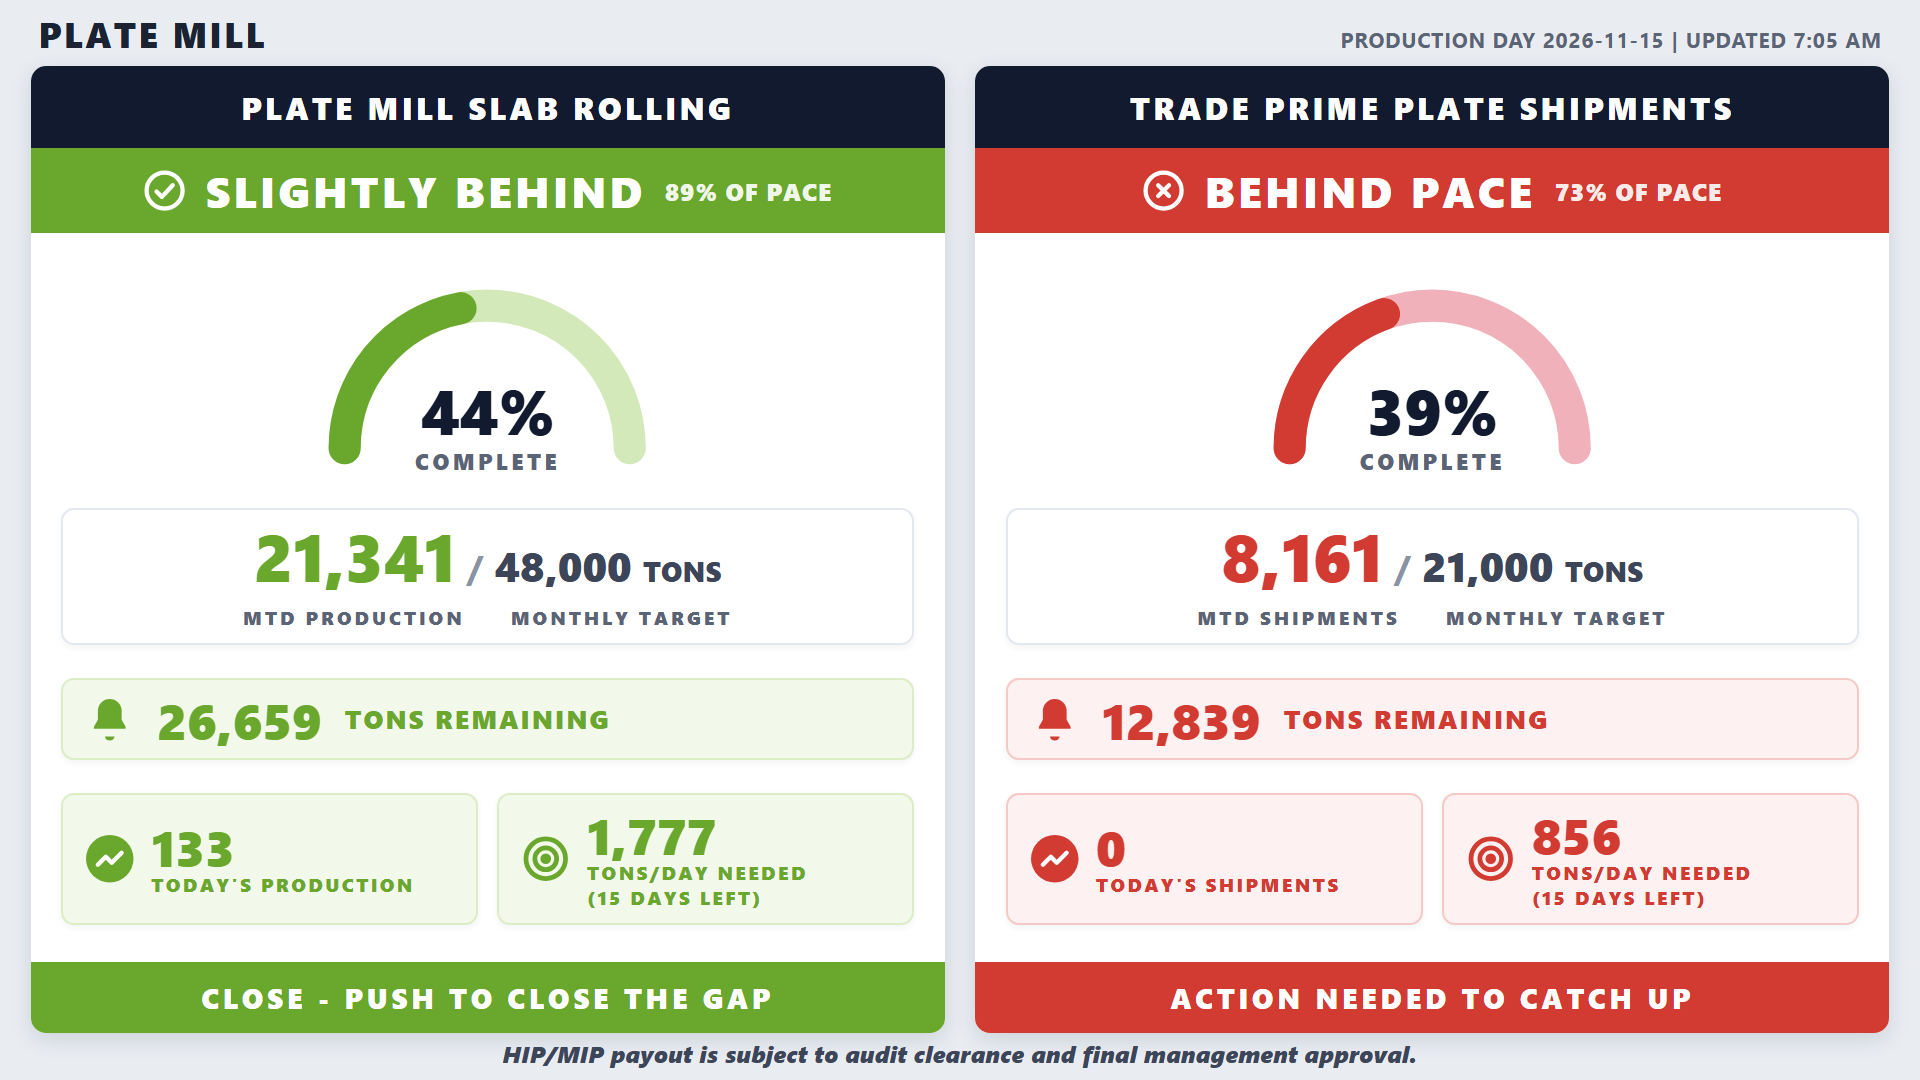 PLATE MILL
PRODUCTION DAY 2026-11-15 | UPDATED 7:05 AM
PLATE MILL SLAB ROLLING
SLIGHTLY BEHIND 89% OF PACE
44%
COMPLETE
21,341 / 48,000 TONS
MTD PRODUCTION MONTHLY TARGET
26,659 TONS REMAINING
133
TODAY'S PRODUCTION
1,777
TONS/DAY NEEDED
(15 DAYS LEFT)
CLOSE - PUSH TO CLOSE THE GAP
TRADE PRIME PLATE SHIPMENTS
BEHIND PACE 73% OF PACE
39%
COMPLETE
8,161 / 21,000 TONS
MTD SHIPMENTS MONTHLY TARGET
12,839 TONS REMAINING
0
TODAY'S SHIPMENTS
856
TONS/DAY NEEDED
(15 DAYS LEFT)
ACTION NEEDED TO CATCH UP
HIP/MIP payout is subject to audit clearance and final management approval.